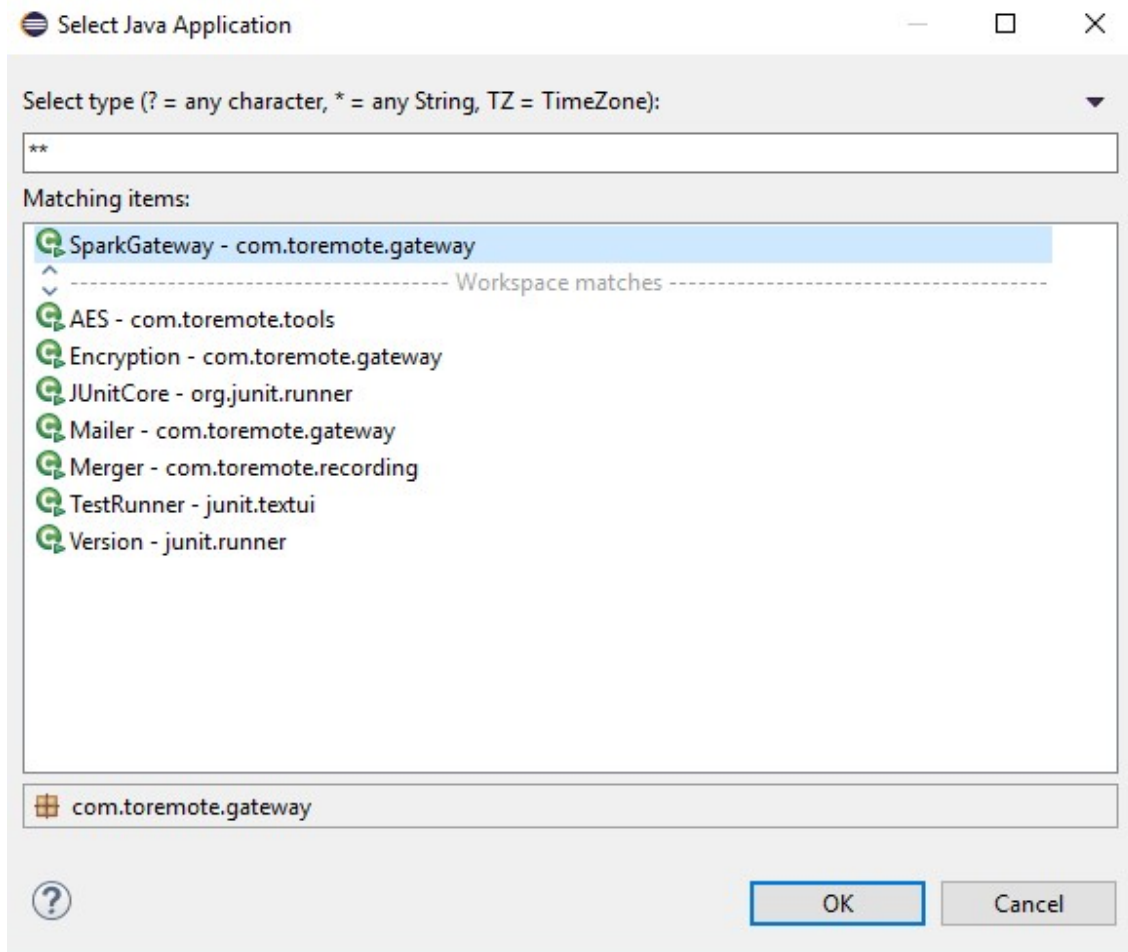 Select Java Application
Select type (? = any character, * = any String, TZ = TimeZone):
**
Matching items:
SparkGateway - com.toremote.gateway
Workspace matches
AES - com.toremote.tools
Encryption - com.toremote.gateway
JUnitCore - org.junit.runner
Mailer - com.toremote.gateway
Merger - com.toremote.recording
TestRunner - junit.textui
Version - junit.runner
com.toremote.gateway
? OK Cancel